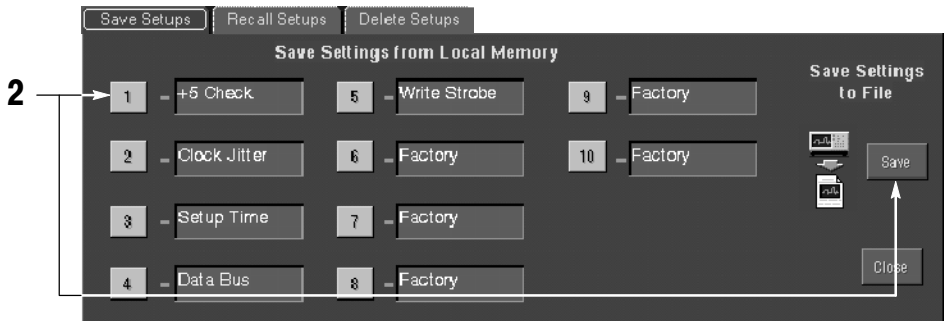 Save Setups Recall Setups Delete Setups
Save Settings from Local Memory
Save Settings
to File
2
1 +5 Check 5 Write Strobe 9 Factory
2 Clock Jitter 6 Factory 10 Factory
Save
3 Setup Time 7 Factory
Close
4 Data Bus 8 Factory